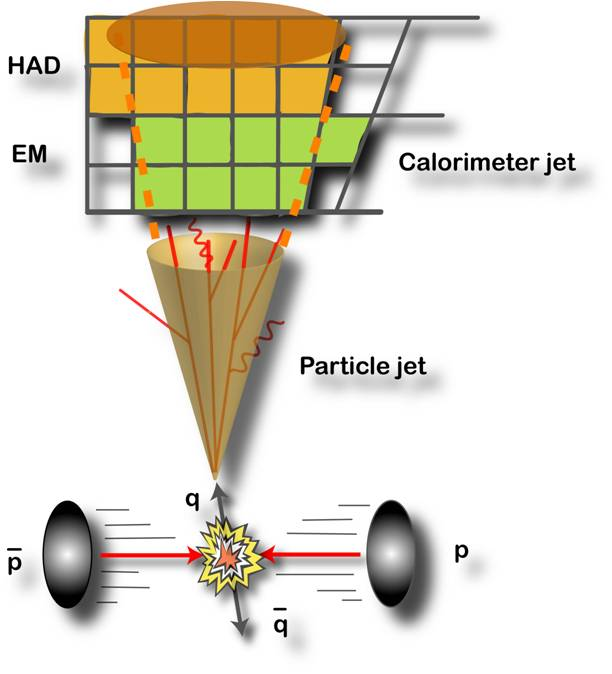 HAD
EM
Calorimeter jet
Particle jet
q
p̄
p
q̄